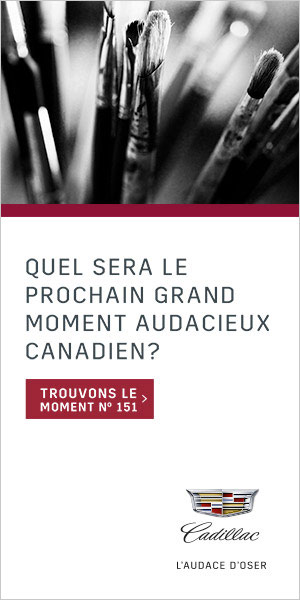 QUEL SERA LE
PROCHAIN GRAND
MOMENT AUDACIEUX
CANADIEN?
TROUVONS LE
MOMENT Nº 151 >
Cadillac
L'AUDACE D'OSER